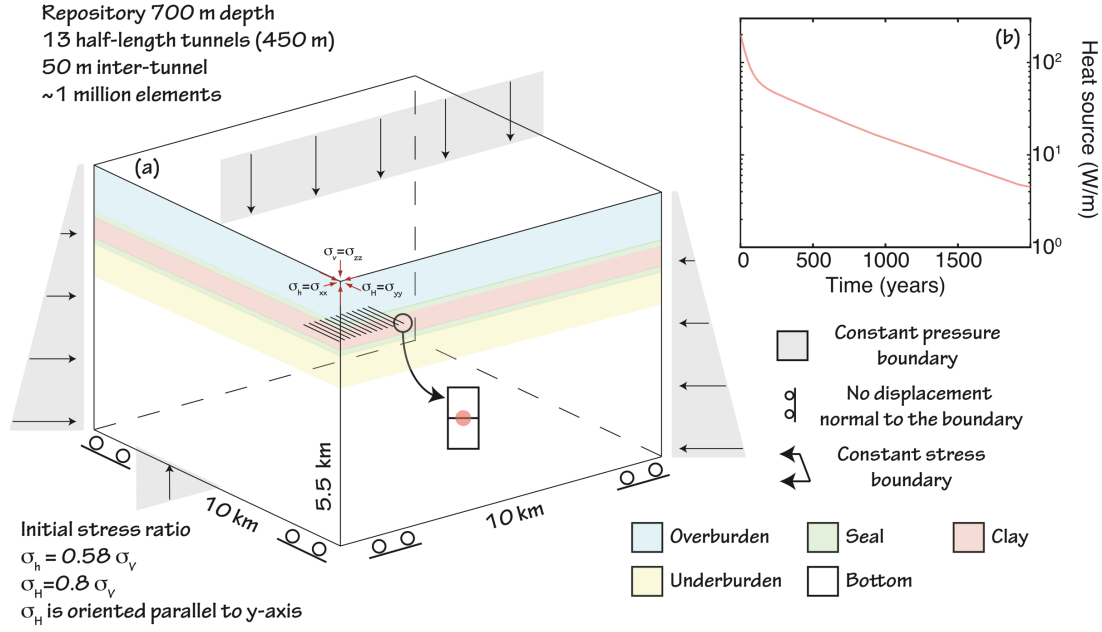 Repository 700 m depth
13 half-length tunnels (450 m)
50 m inter-tunnel
~1 million elements
(a)
σv=σzz
σh=σxx
σH=σyy
5.5 km
10 km
10 km
Initial stress ratio
σh = 0.58 σv
σH=0.8 σv
σH is oriented parallel to y-axis
(b)
10²
10¹
10⁰
Heat source (W/m)
0
500
1000
1500
Time (years)
Constant pressure
boundary
No displacement
normal to the boundary
Constant stress
boundary
Overburden
Seal
Clay
Underburden
Bottom